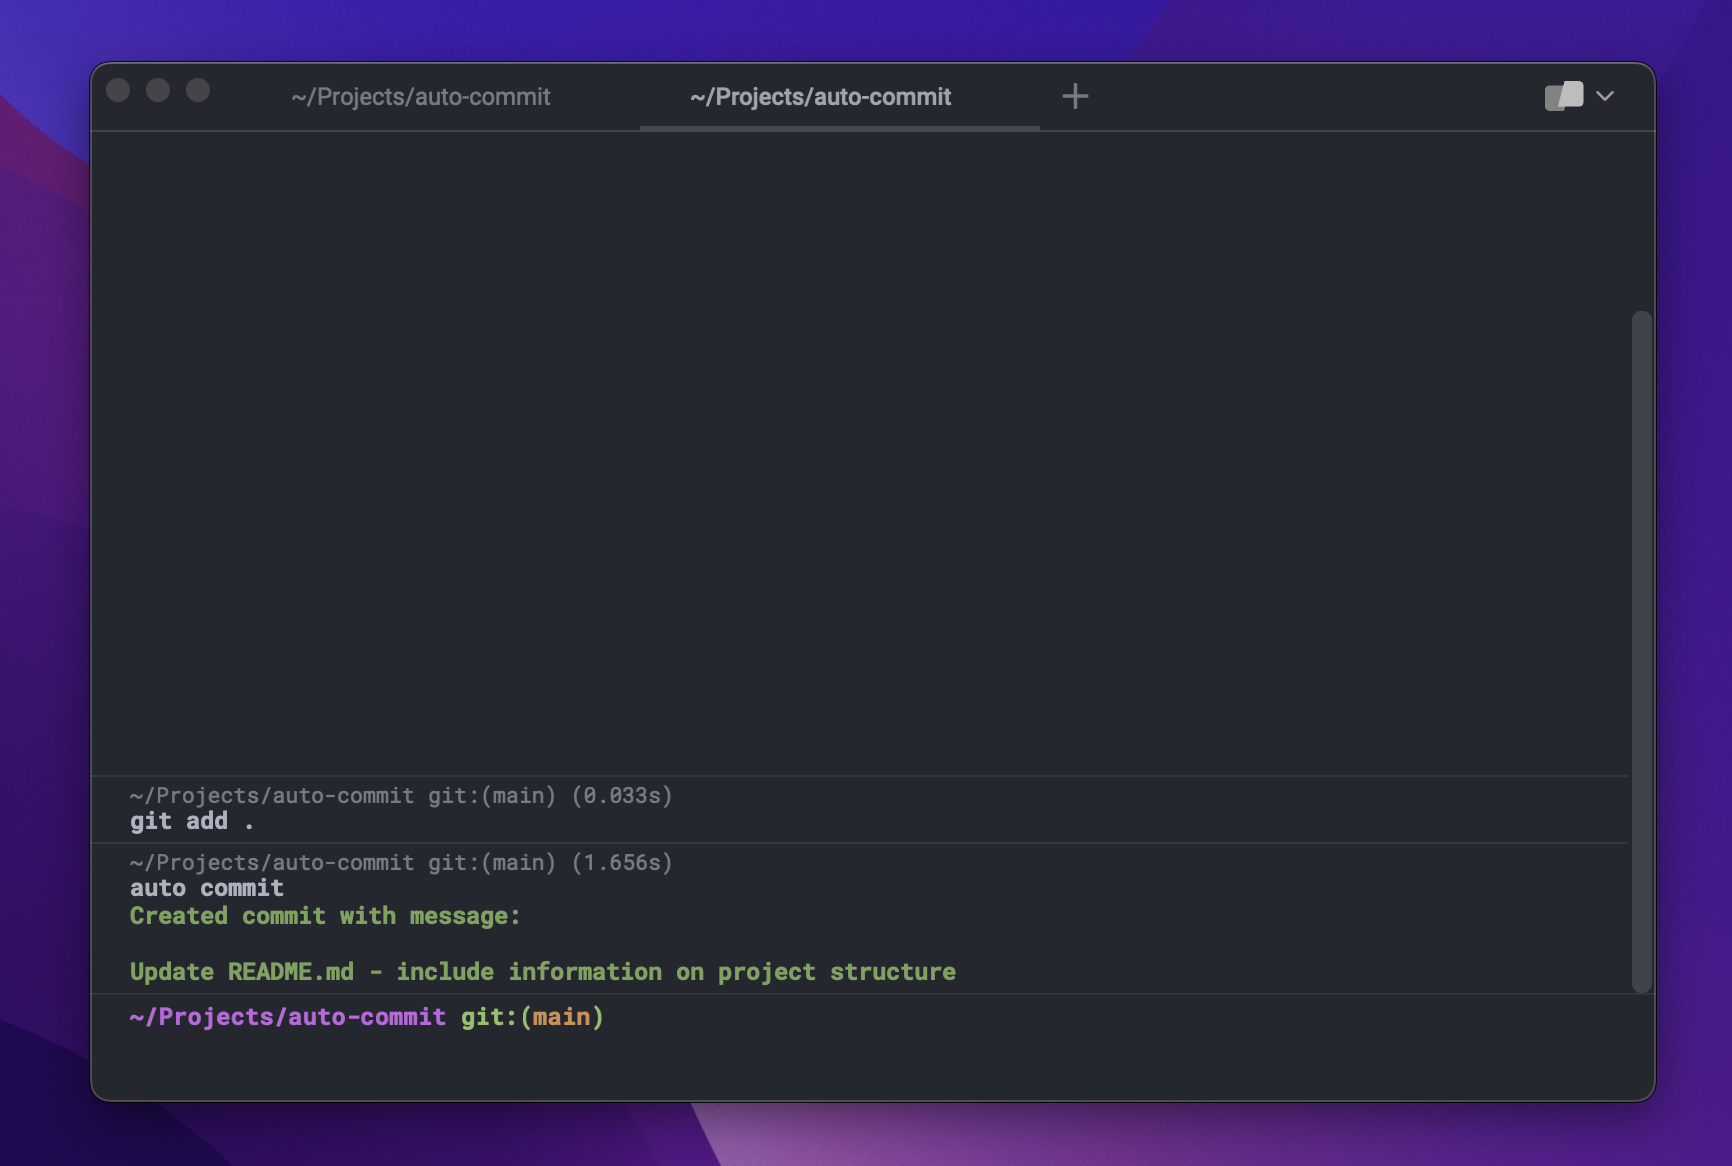 ~/Projects/auto-commit
~/Projects/auto-commit
~/Projects/auto-commit git:(main) (0.033s)
git add .
~/Projects/auto-commit git:(main) (1.656s)
auto commit
Created commit with message:
Update README.md - include information on project structure
~/Projects/auto-commit git:(main)